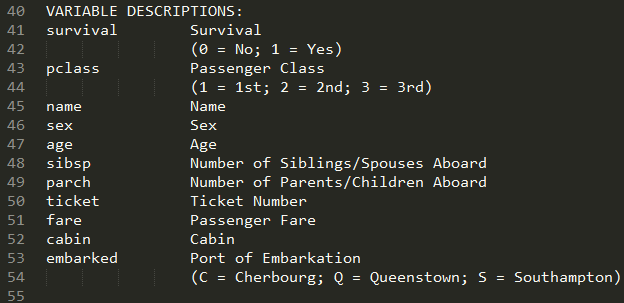 40 VARIABLE DESCRIPTIONS:
41 survival        Survival
42                 (0 = No; 1 = Yes)
43 pclass          Passenger Class
44                 (1 = 1st; 2 = 2nd; 3 = 3rd)
45 name            Name
46 sex             Sex
47 age             Age
48 sibsp           Number of Siblings/Spouses Aboard
49 parch           Number of Parents/Children Aboard
50 ticket          Ticket Number
51 fare            Passenger Fare
52 cabin           Cabin
53 embarked        Port of Embarkation
54                 (C = Cherbourg; Q = Queenstown; S = Southampton)
55